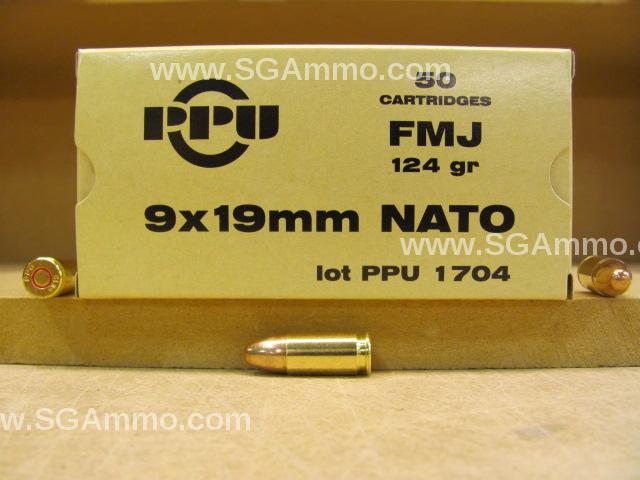 www.SGAmmo.com
50
CARTRIDGES
PPU
FMJ
124 gr
9x19mm NATO
www.SGAmmo.com
lot PPU 1704
www.SGAmmo.com